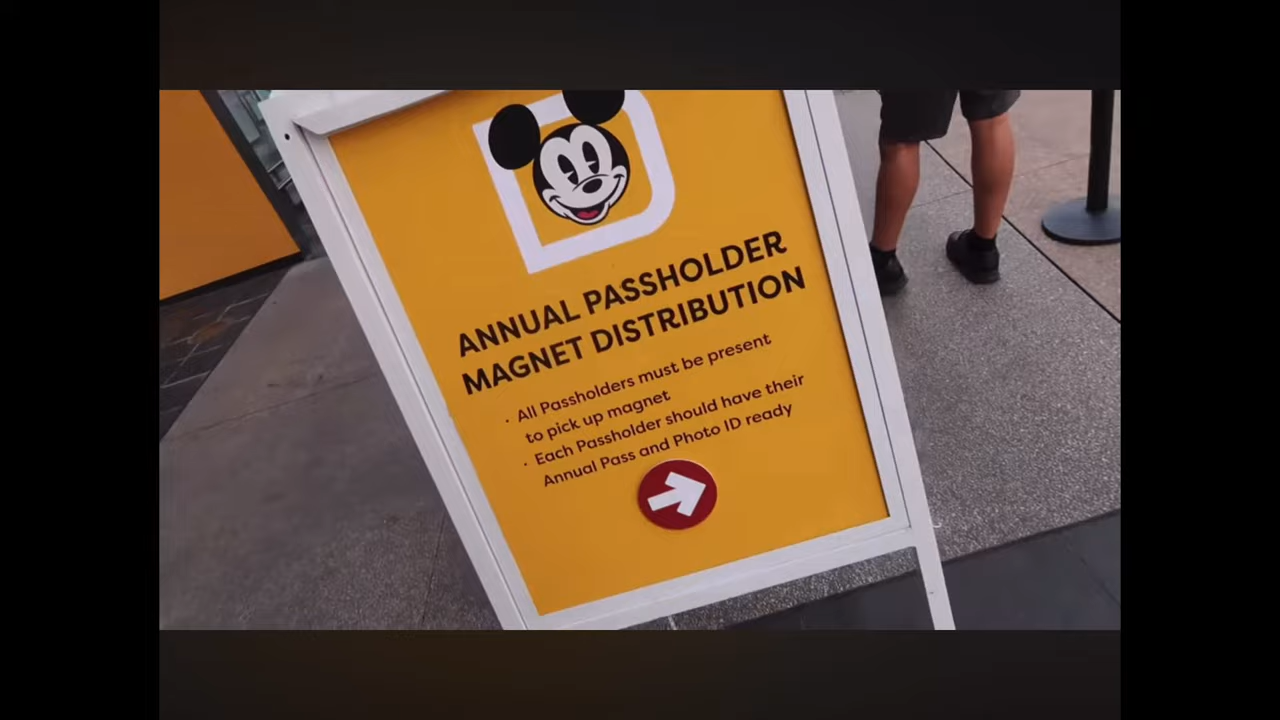 ANNUAL PASSHOLDER
MAGNET DISTRIBUTION
· All Passholders must be present
to pick up magnet
· Each Passholder should have their
Annual Pass and Photo ID ready